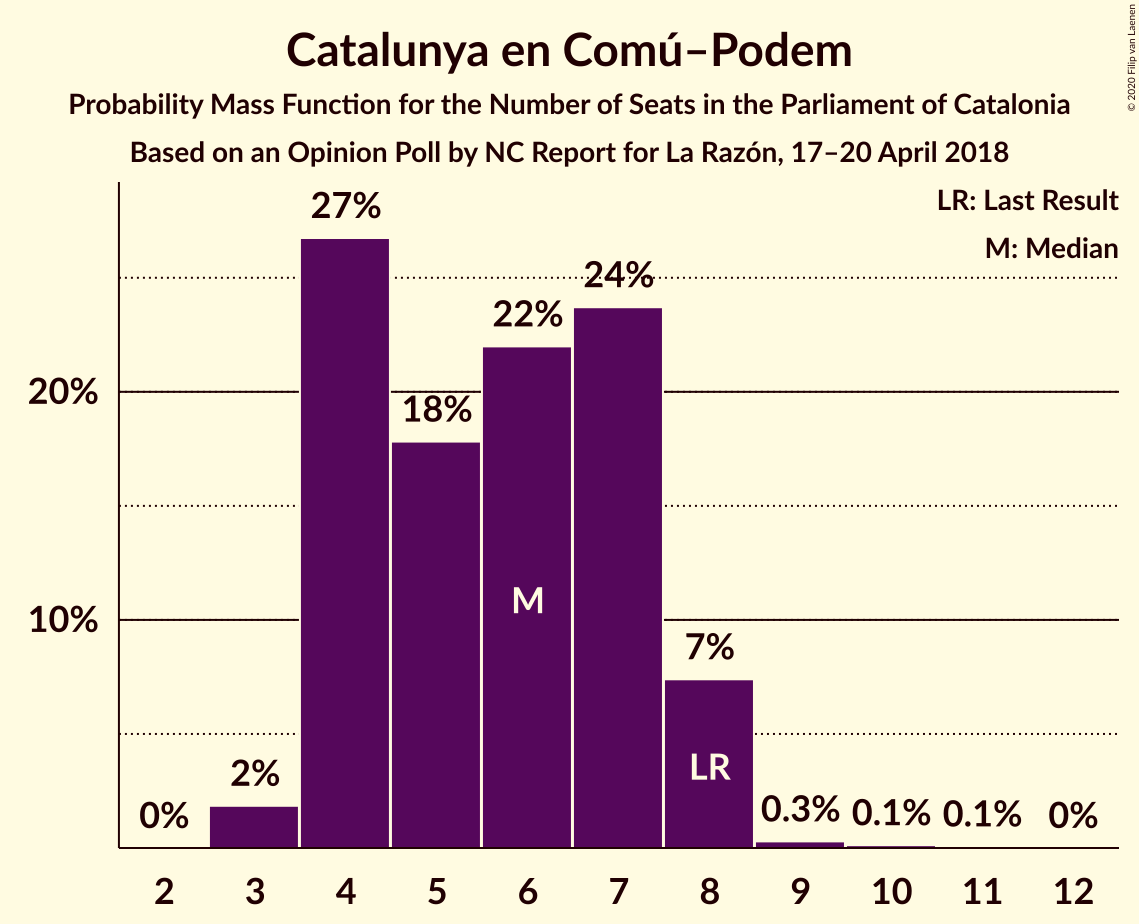 Catalunya en Comú–Podem
Probability Mass Function for the Number of Seats in the Parliament of Catalonia
Based on an Opinion Poll by NC Report for La Razón, 17–20 April 2018
© 2020 Filip van Laenen
LR: Last Result
M: Median
27%
24%
22%
20%
18%
M
10%
7%
LR
2%
0%
0.3%
0.1%
0.1%
0%
2 3 4 5 6 7 8 9 10 11 12